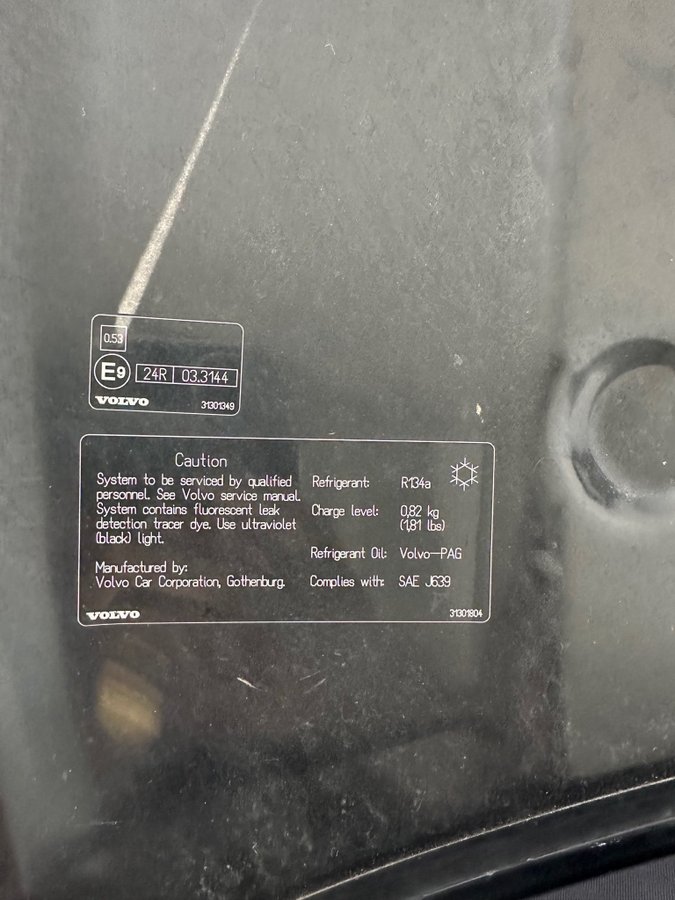 0.53
E9 24R 03.3144
VOLVO 31301349
Caution
System to be serviced by qualified
personnel. See Volvo service manual.
System contains fluorescent leak
detection tracer dye. Use ultraviolet
(black) light.
Manufactured by:
Volvo Car Corporation, Gothenburg.
Refrigerant: R134a
Charge level: 0,82 kg
(1,81 lbs)
Refrigerant Oil: Volvo-PAG
Complies with: SAE J639
VOLVO 31301804